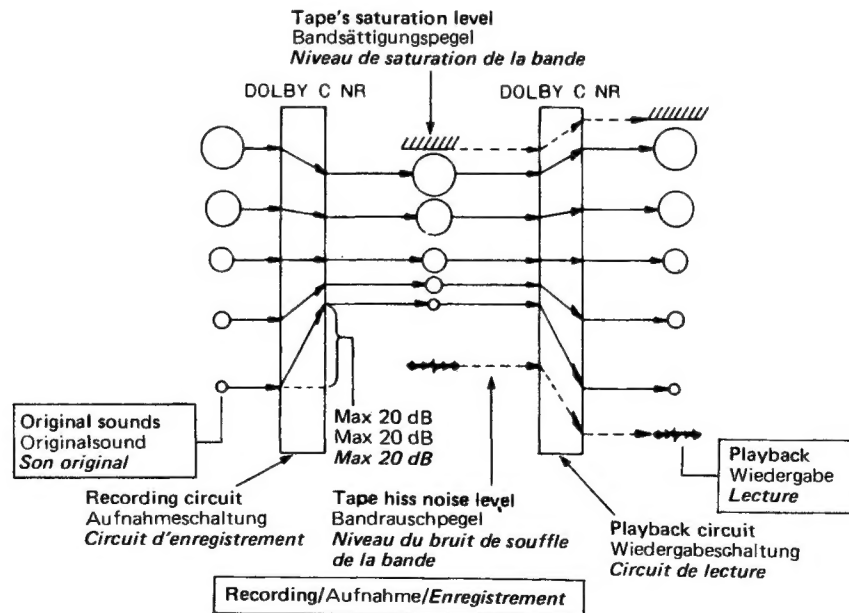 Tape's saturation level
Bandsättigungspegel
Niveau de saturation de la bande
DOLBY C NR
DOLBY C NR
Max 20 dB
Max 20 dB
Max 20 dB
Original sounds
Originalsound
Son original
Recording circuit
Aufnahmeschaltung
Circuit d'enregistrement
Tape hiss noise level
Bandrauschpegel
Niveau du bruit de souffle
de la bande
Playback
Wiedergabe
Lecture
Playback circuit
Wiedergabeschaltung
Circuit de lecture
Recording/Aufnahme/Enregistrement